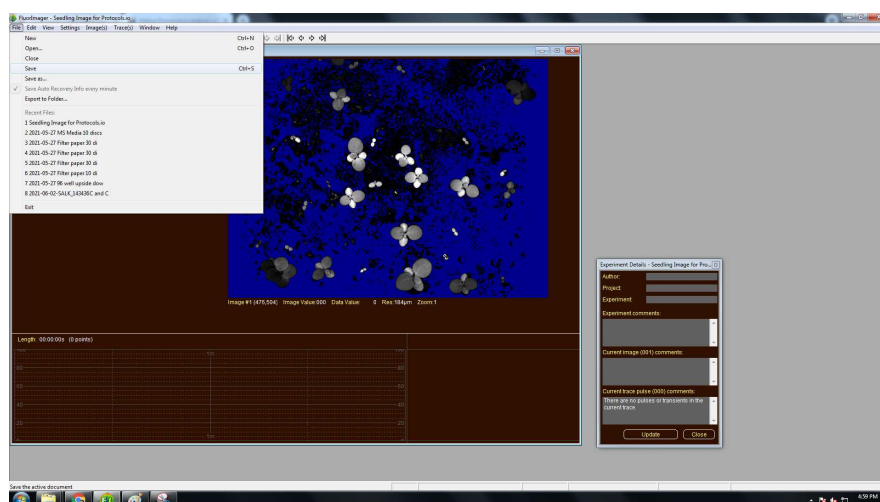 FluorImager - Seedling Image for Protocols.io
File Edit View Settings Image(s) Trace(s) Window Help
New Ctrl+N
Open... Ctrl+O
Close
Save Ctrl+S
Save as...
Save Auto Recovery Info every minute
Export to Folder...
Recent Files:
1 Seedling Image for Protocols.io
2 2021-05-27 MS Media 10 discs
3 2021-05-27 Filter paper 30 di
4 2021-05-27 Filter paper 30 di
5 2021-05-27 Filter paper 30 di
6 2021-05-27 Filter paper 10 di
7 2021-05-27 96 well upside dow
8 2021-06-02-SALK_143436C and C
Exit
Image #1 (476,504) Image Value:000 Data Value: 0 Res:184µm Zoom:1
Length: 00:00:00s (0 points)
80 80
60 60
40 40
20 20
Experiment Details - Seedling Image for Pro...
Author:
Project:
Experiment:
Experiment comments:
Current image (001) comments:
Current trace pulse (000) comments:
There are no pulses or transients in the
current trace.
Update Close
Save the active document
4:59 PM